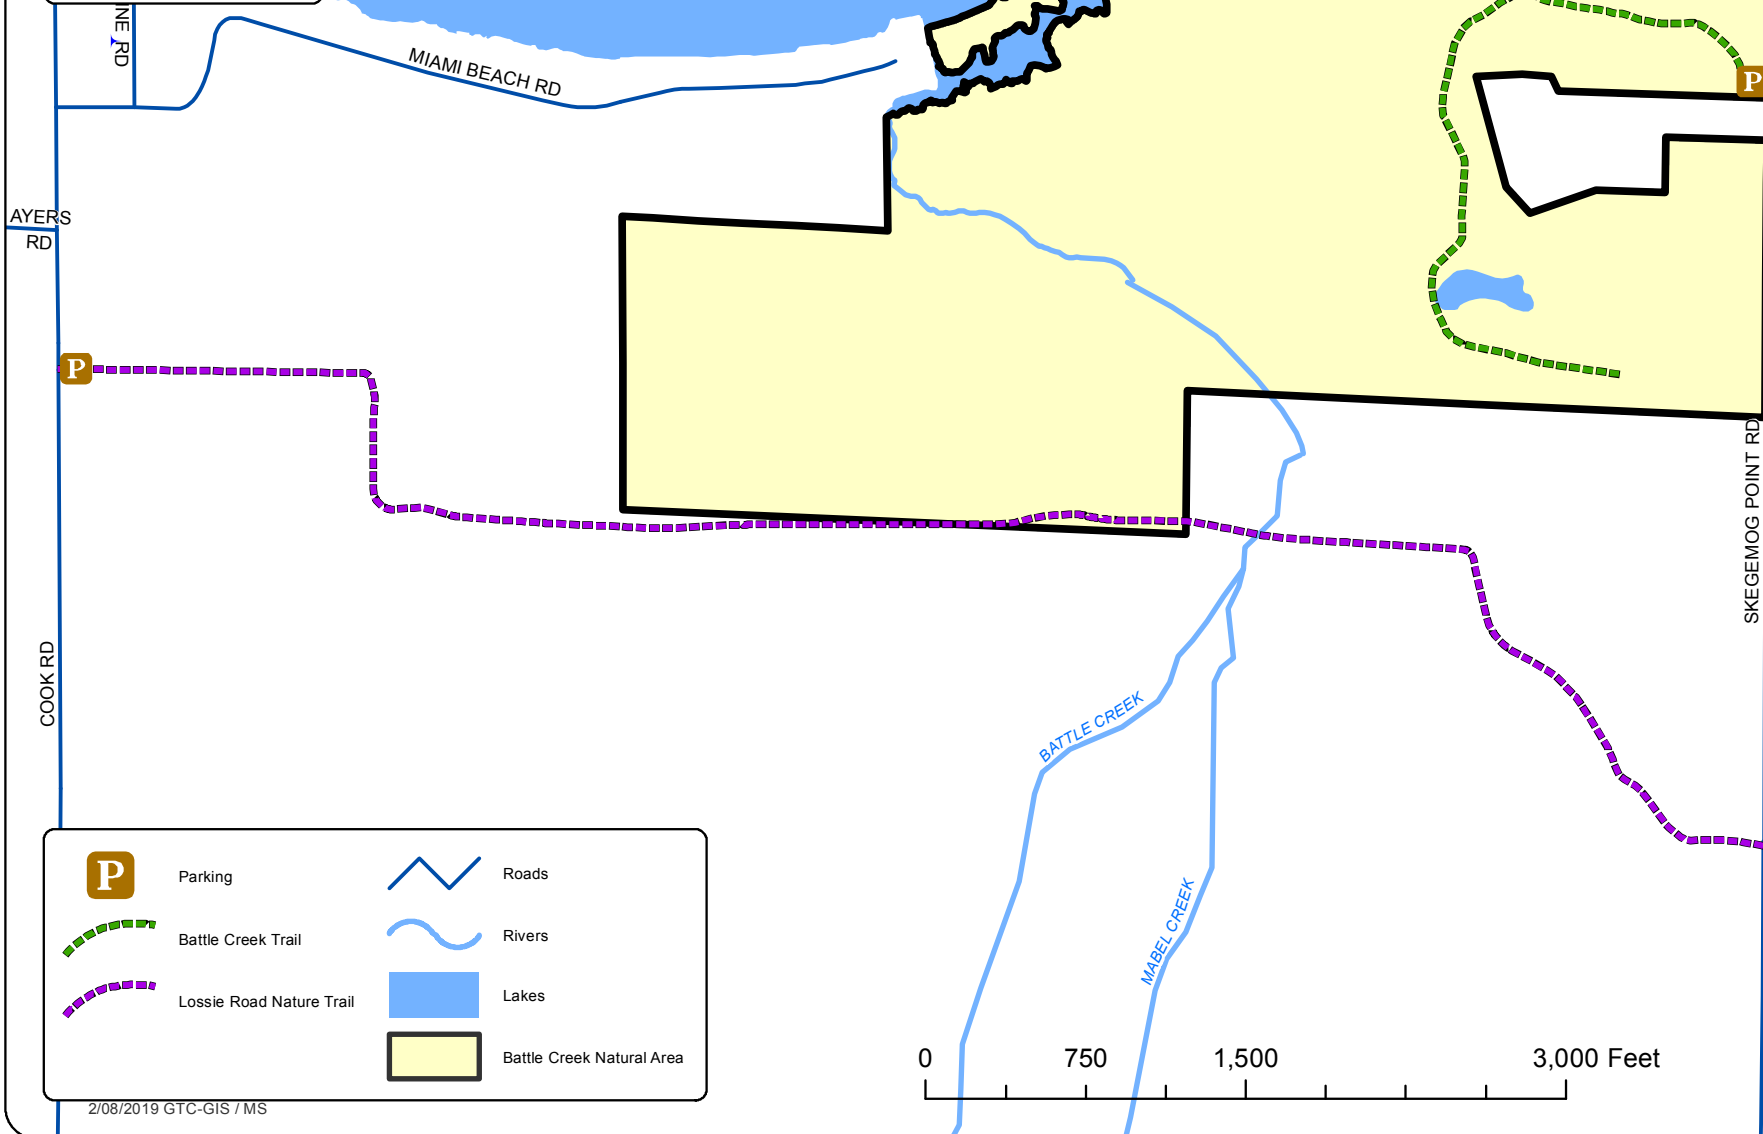 NE RD
MIAMI BEACH RD
P
AYERS
RD
P
SKEGEMOG POINT RD
COOK RD
BATTLE CREEK
MABEL CREEK
P
Parking
Roads
Battle Creek Trail
Rivers
Lossie Road Nature Trail
Lakes
Battle Creek Natural Area
0 750 1,500 3,000 Feet
2/08/2019 GTC-GIS / MS